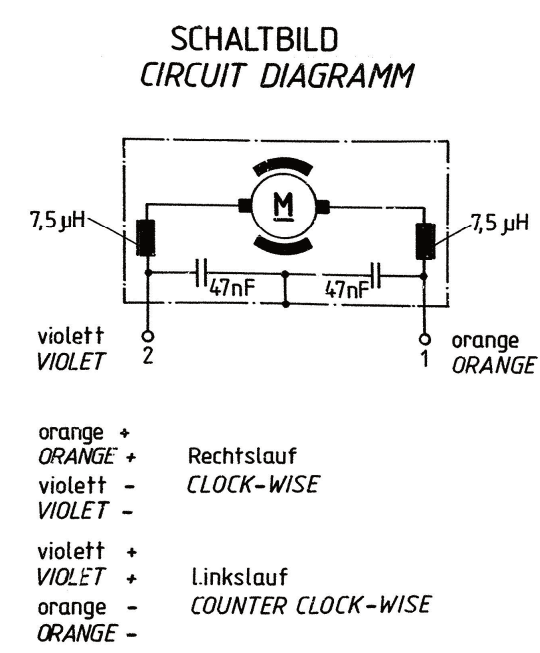 SCHALTBILD
CIRCUIT DIAGRAMM
M
7,5 µH
7,5 µH
47nF
47nF
violett
VIOLET
2
1
orange
ORANGE
orange +
ORANGE +
Rechtslauf
violett -
CLOCK-WISE
VIOLET -
violett +
VIOLET +
Linkslauf
orange -
COUNTER CLOCK-WISE
ORANGE -